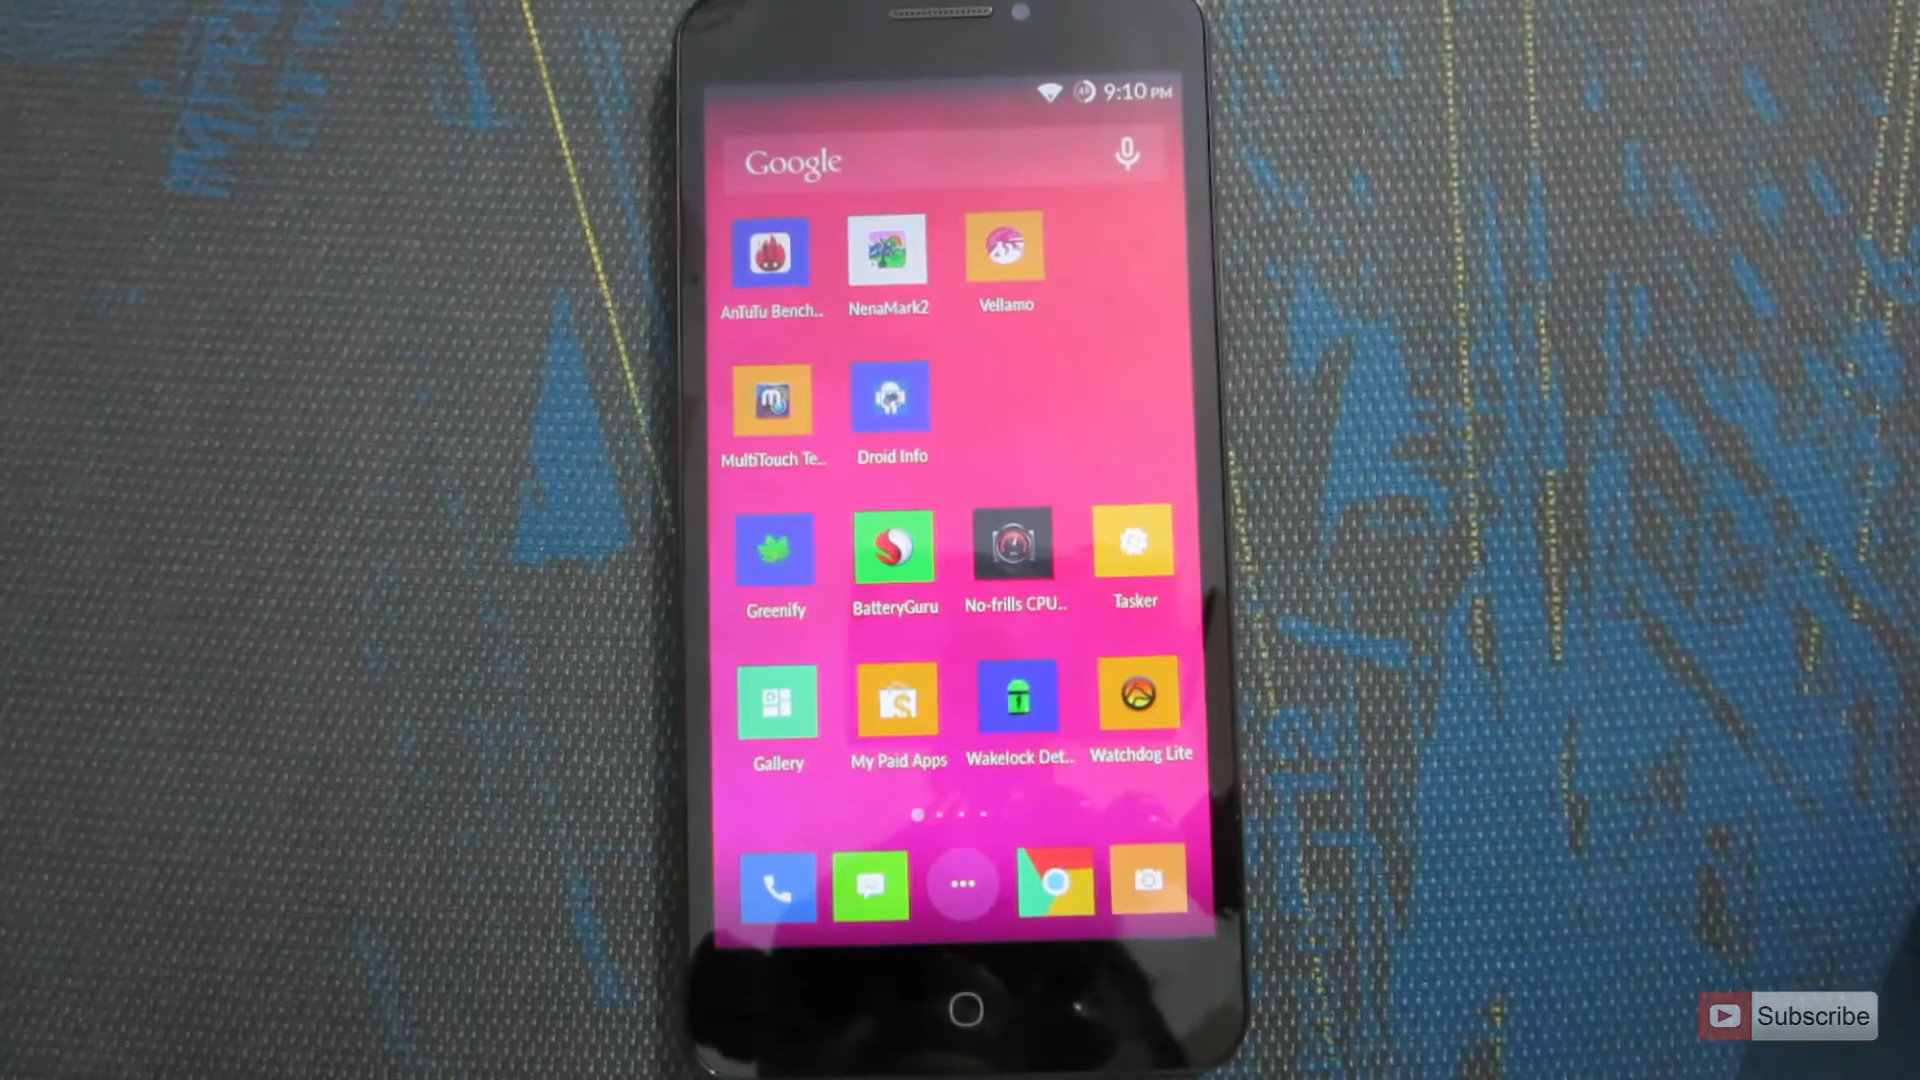 9:10 PM
Google
AnTuTu Bench..
NenaMark2
Vellamo
MultiTouch Te..
Droid Info
Greenify
BatteryGuru
No-frills CPU..
Tasker
Gallery
My Paid Apps
Wakelock Det..
Watchdog Lite
Subscribe